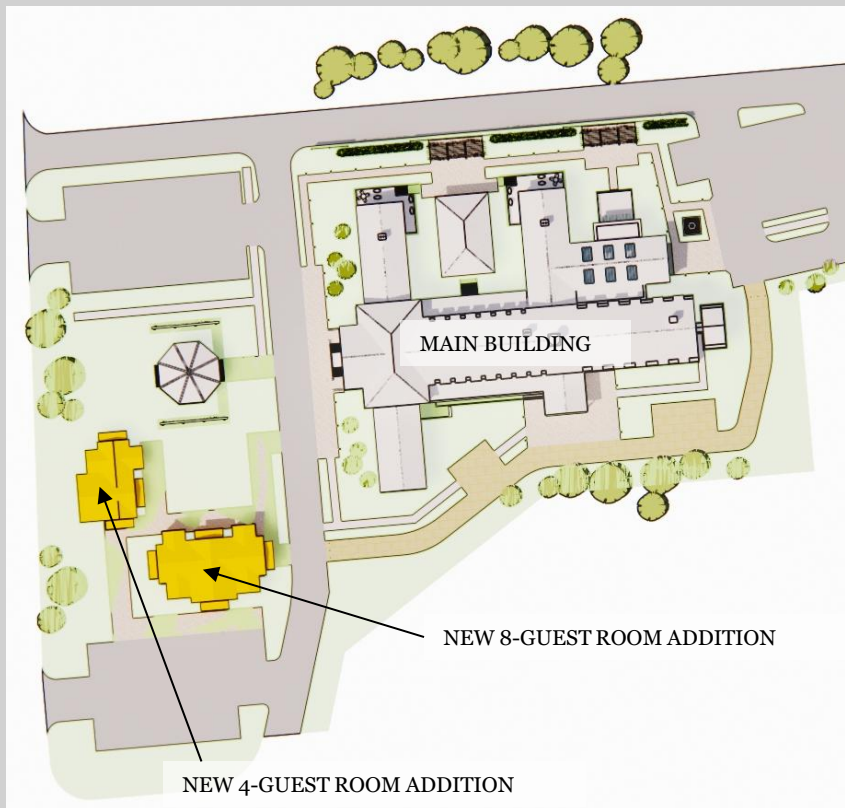 MAIN BUILDING
NEW 8-GUEST ROOM ADDITION
NEW 4-GUEST ROOM ADDITION